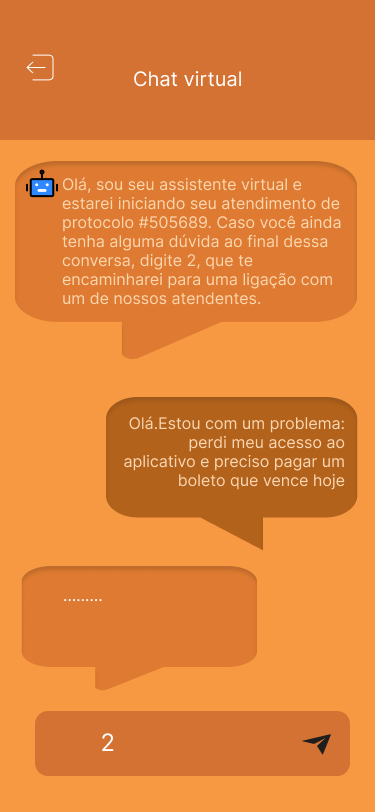 Chat virtual
Olá, sou seu assistente virtual e
estarei iniciando seu atendimento de
protocolo #505689. Caso você ainda
tenha alguma dúvida ao final dessa
conversa, digite 2, que te
encaminharei para uma ligação com
um de nossos atendentes.
Olá.Estou com um problema:
perdi meu acesso ao
aplicativo e preciso pagar um
boleto que vence hoje
.........
2